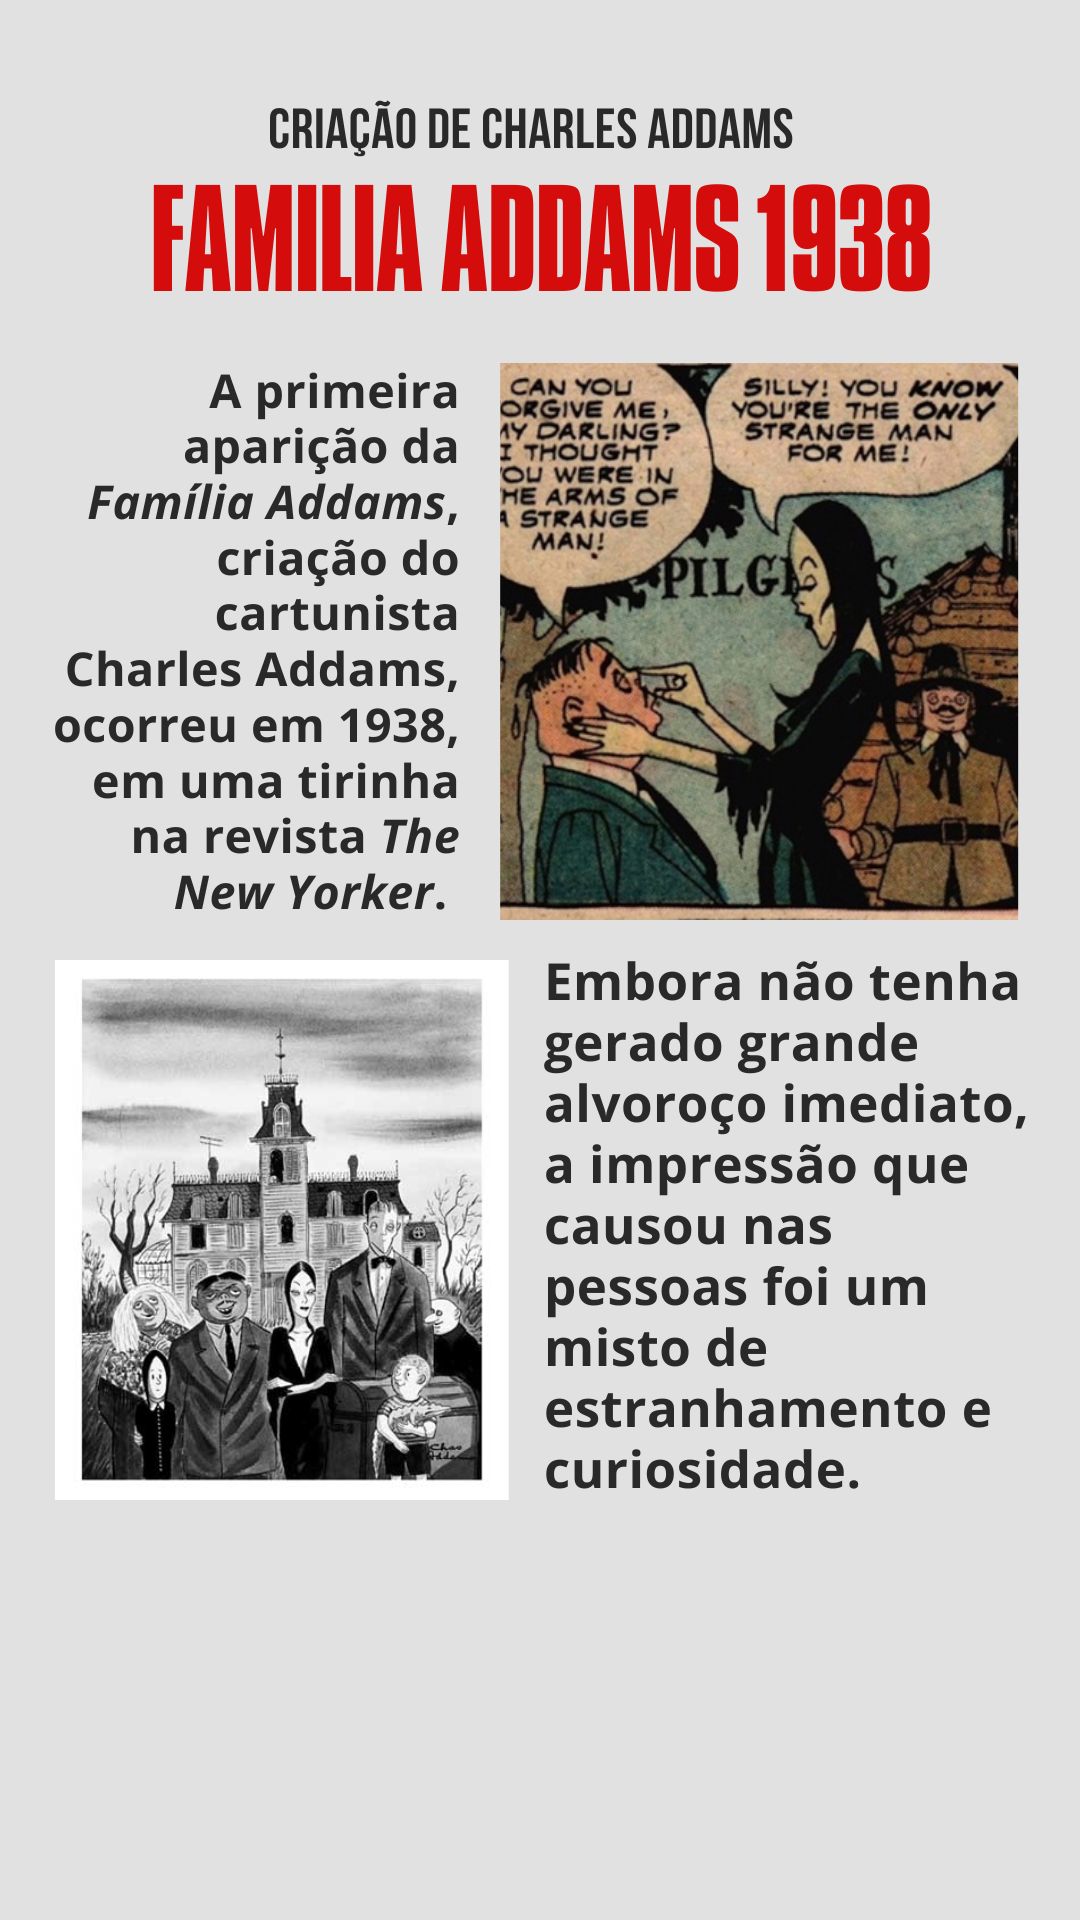 CRIAÇÃO DE CHARLES ADDAMS
FAMILIA ADDAMS 1938
A primeira
aparição da
Família Addams,
criação do
cartunista
Charles Addams,
ocorreu em 1938,
em uma tirinha
na revista The
New Yorker.
CAN YOU
ORGIVE ME,
MY DARLING?
I THOUGHT
OU WERE IN
HE ARMS OF
A STRANGE
MAN!
SILLY! YOU KNOW
YOU'RE THE ONLY
STRANGE MAN
FOR ME!
PILG S
Embora não tenha
gerado grande
alvoroço imediato,
a impressão que
causou nas
pessoas foi um
misto de
estranhamento e
curiosidade.
Chas
Addams